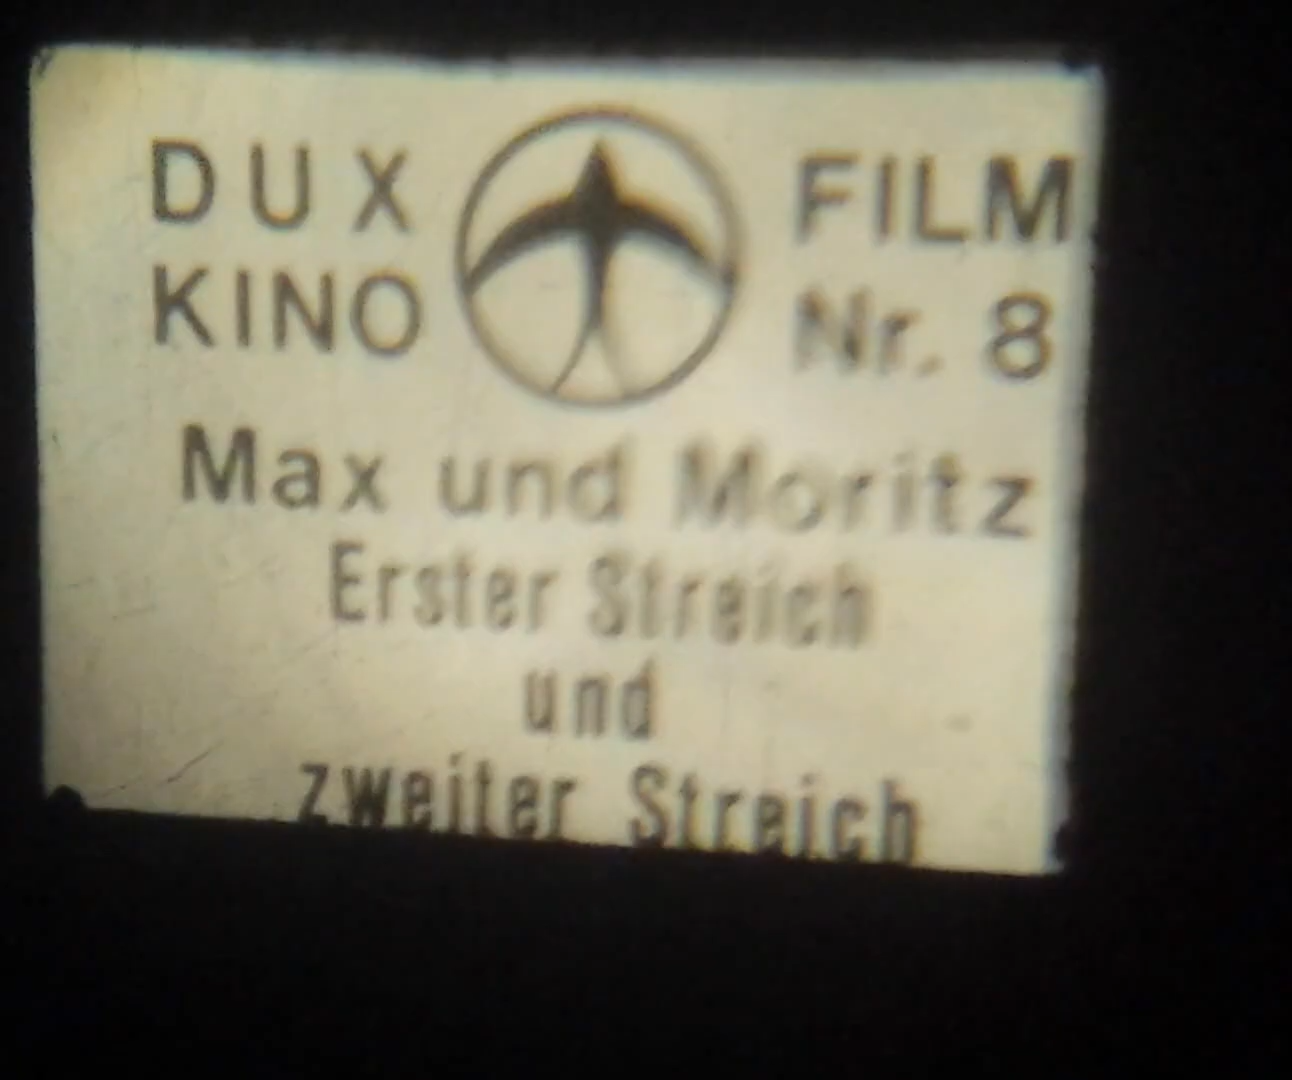 DUX FILM
KINO Nr. 8
Max und Moritz
Erster Streich
und
zweiter Streich